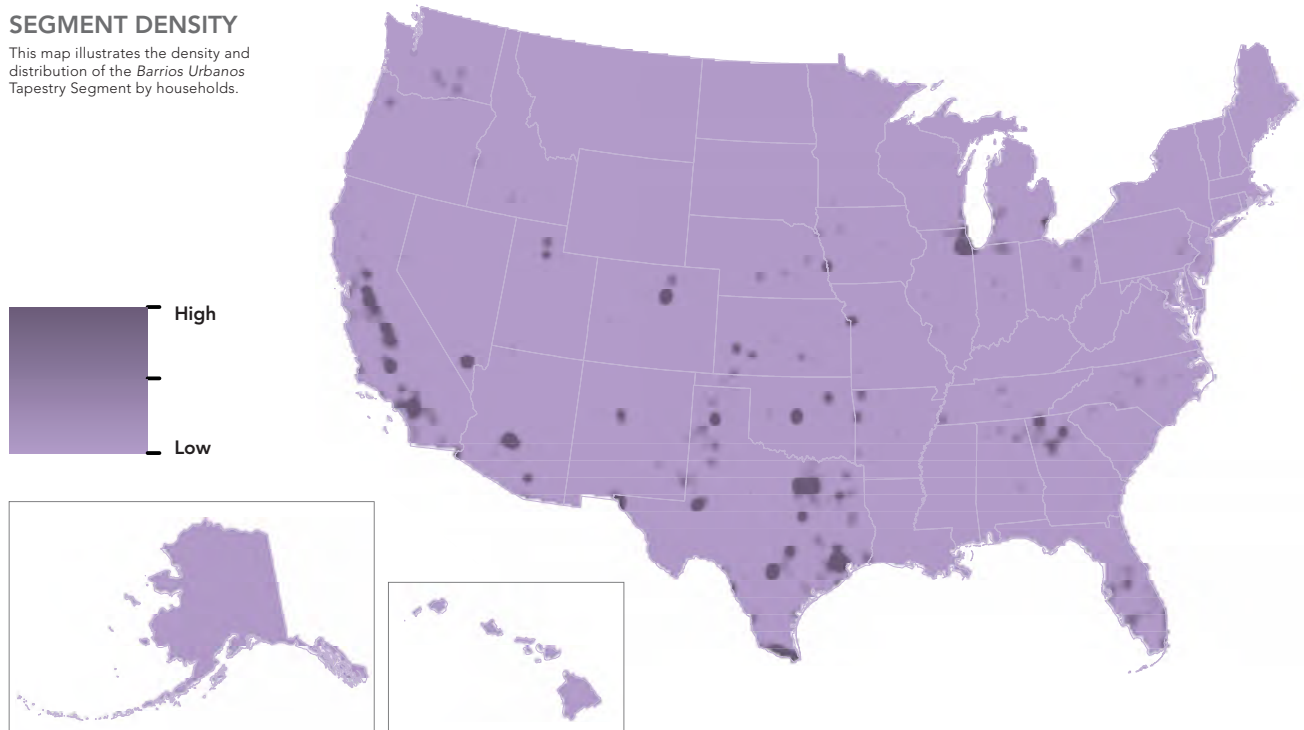 SEGMENT DENSITY
This map illustrates the density and
distribution of the Barrios Urbanos
Tapestry Segment by households.
High
Low